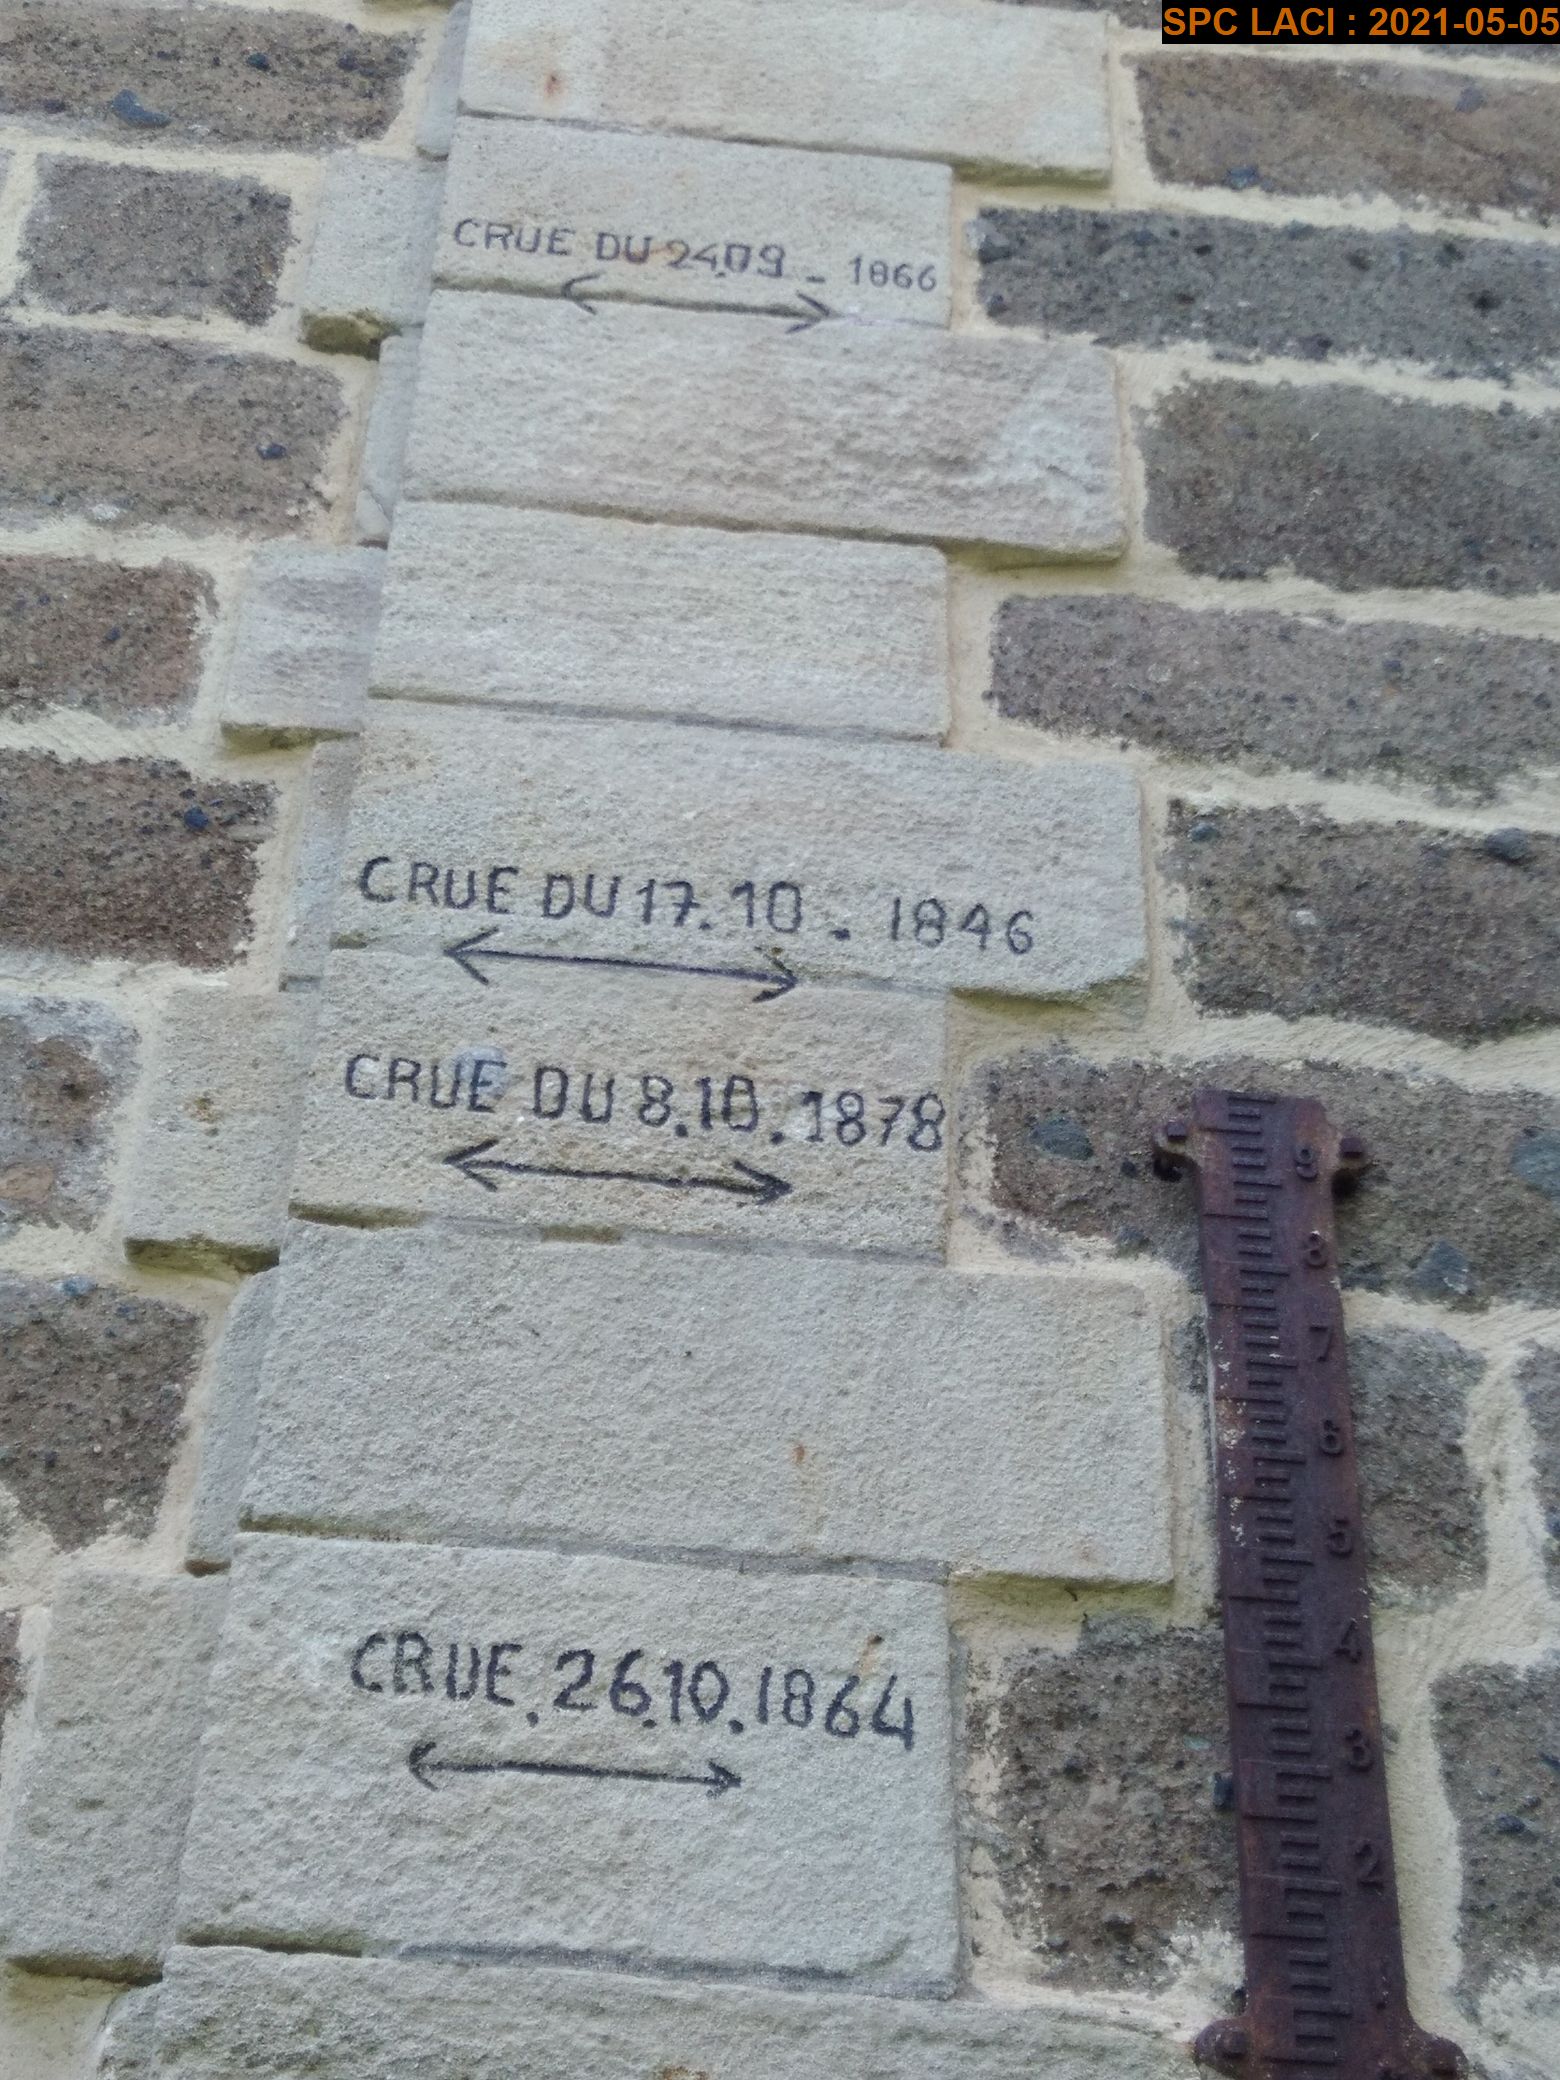 SPC LACI : 2021-05-05
CRUE DU 24.09 - 1866
CRUE DU 17.10. 1846
CRUE DU 8.10.1878
CRUE.26.10.1864
9
8
7
6
5
4
3
2